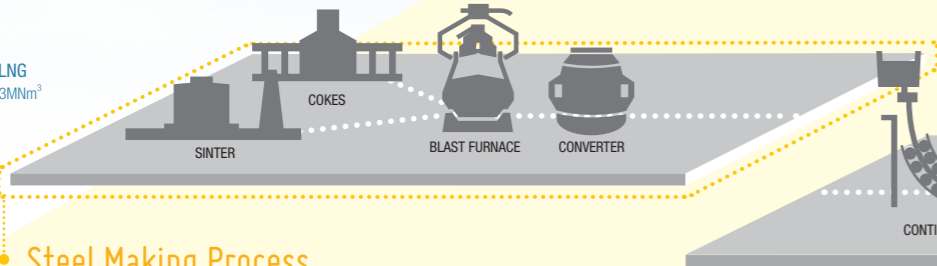 LNG
3MNm³
COKES
SINTER
BLAST FURNACE
CONVERTER
CONTI
Steel Making Process